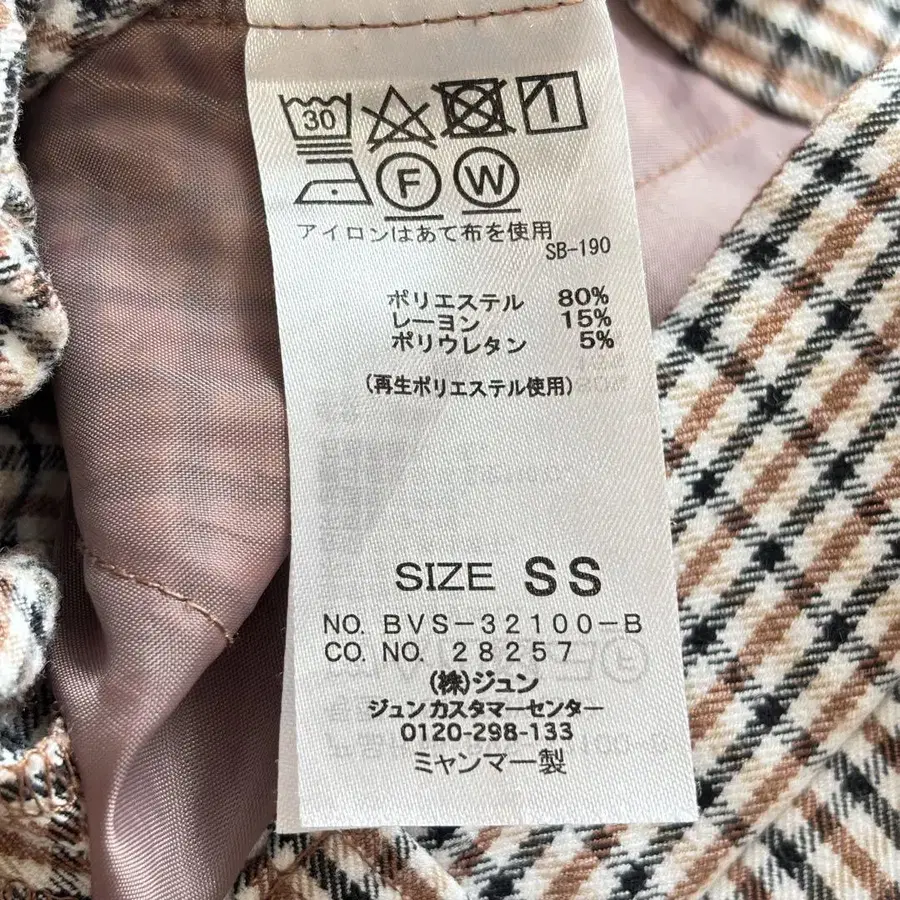 30
F W
アイロンはあて布を使用
SB-190
ポリエステル 80%
レーヨン 15%
ポリウレタン 5%
(再生ポリエステル使用)
SIZE SS
NO. BVS-32100-B
CO. NO. 28257
(株)ジュン
ジュンカスタマーセンター
0120-298-133
ミャンマー製